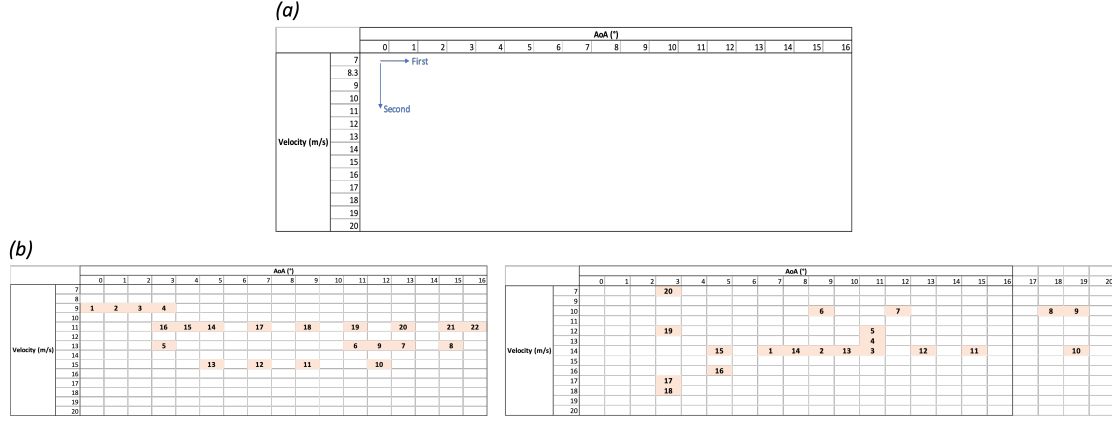 (a)
AoA (°)
0 1 2 3 4 5 6 7 8 9 10 11 12 13 14 15 16
7 First
8.3
9
10
11 Second
12
13
Velocity (m/s) 14
15
16
17
18
19
20
(b)
AoA (°)
0 1 2 3 4 5 6 7 8 9 10 11 12 13 14 15 16
7
8
9 1 2 3 4
10
11 16 15 14 17 18 19 20 21 22
12
Velocity (m/s) 13 5 6 9 7 8
14
15 13 12 11 10
16
17
18
19
20
AoA (°)
0 1 2 3 4 5 6 7 8 9 10 11 12 13 14 15 16 17 18 19 20
7 20
8
9
10 6 7 8 9
11
12 19 5
13 4
Velocity (m/s) 14 15 1 14 2 13 3 12 11 10
15
16 16
17 17
18 18
19
20